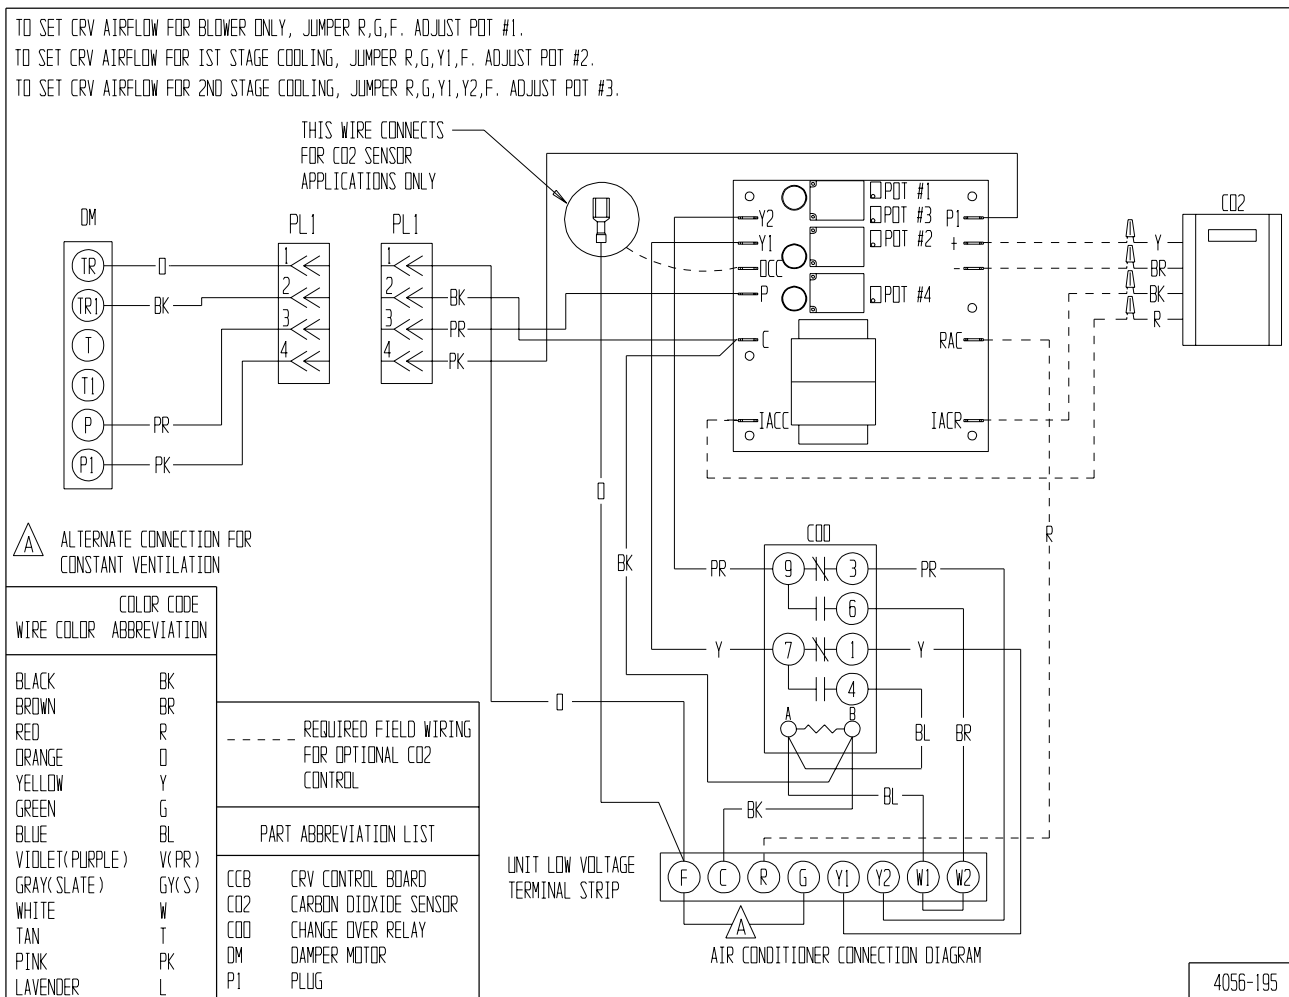 TO SET CRV AIRFLOW FOR BLOWER ONLY, JUMPER R,G,F. ADJUST POT #1.
TO SET CRV AIRFLOW FOR 1ST STAGE COOLING, JUMPER R,G,Y1,F. ADJUST POT #2.
TO SET CRV AIRFLOW FOR 2ND STAGE COOLING, JUMPER R,G,Y1,Y2,F. ADJUST POT #3.
THIS WIRE CONNECTS
FOR CO2 SENSOR
APPLICATIONS ONLY
DM
TR
TR1
T
T1
P
P1
O
BK
PR
PK
PL1
1
2
3
4
PL1
1
2
3
4
BK
PR
PK
Y2
Y1
OCC
P
C
IACC
POT #1
POT #3
POT #2
POT #4
P1
+
-
RAC
IACR
CO2
Y
BR
BK
R
O
BK
R
O
COO
PR
9
3
PR
6
Y
7
1
Y
4
A
B
BL
BR
BL
BK
A
ALTERNATE CONNECTION FOR
CONSTANT VENTILATION
COLOR CODE
WIRE COLOR ABBREVIATION
BLACK BK
BROWN BR
RED R
ORANGE O
YELLOW Y
GREEN G
BLUE BL
VIOLET(PURPLE) V(PR)
GRAY(SLATE) GY(S)
WHITE W
TAN T
PINK PK
LAVENDER L
REQUIRED FIELD WIRING
FOR OPTIONAL CO2
CONTROL
PART ABBREVIATION LIST
CCB CRV CONTROL BOARD
CO2 CARBON DIOXIDE SENSOR
COO CHANGE OVER RELAY
DM DAMPER MOTOR
P1 PLUG
UNIT LOW VOLTAGE
TERMINAL STRIP
F C R G Y1 Y2 W1 W2
A
AIR CONDITIONER CONNECTION DIAGRAM
4056-195